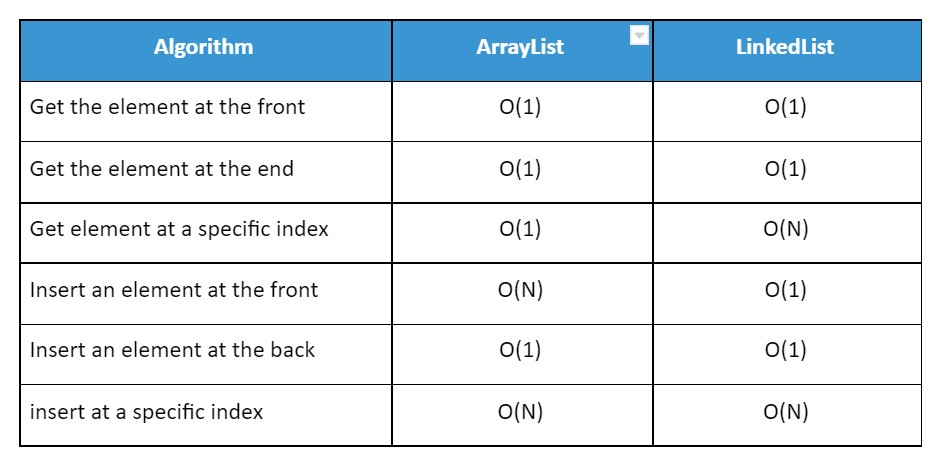 Algorithm ArrayList LinkedList
Get the element at the front O(1) O(1)
Get the element at the end O(1) O(1)
Get element at a specific index O(1) O(N)
Insert an element at the front O(N) O(1)
Insert an element at the back O(1) O(1)
insert at a specific index O(N) O(N)